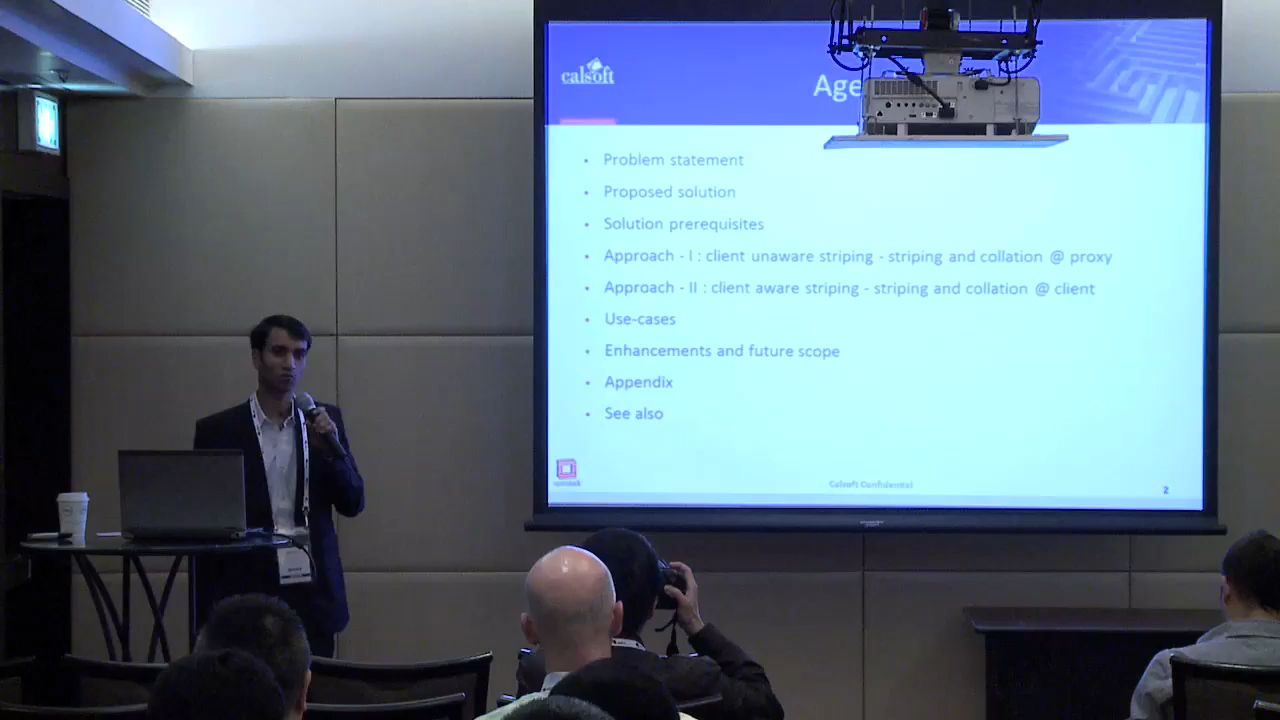 calsoft
Age
• Problem statement
• Proposed solution
• Solution prerequisites
• Approach - I : client unaware striping - striping and collation @ proxy
• Approach - II : client aware striping - striping and collation @ client
• Use-cases
• Enhancements and future scope
• Appendix
• See also
Calsoft Confidential
2